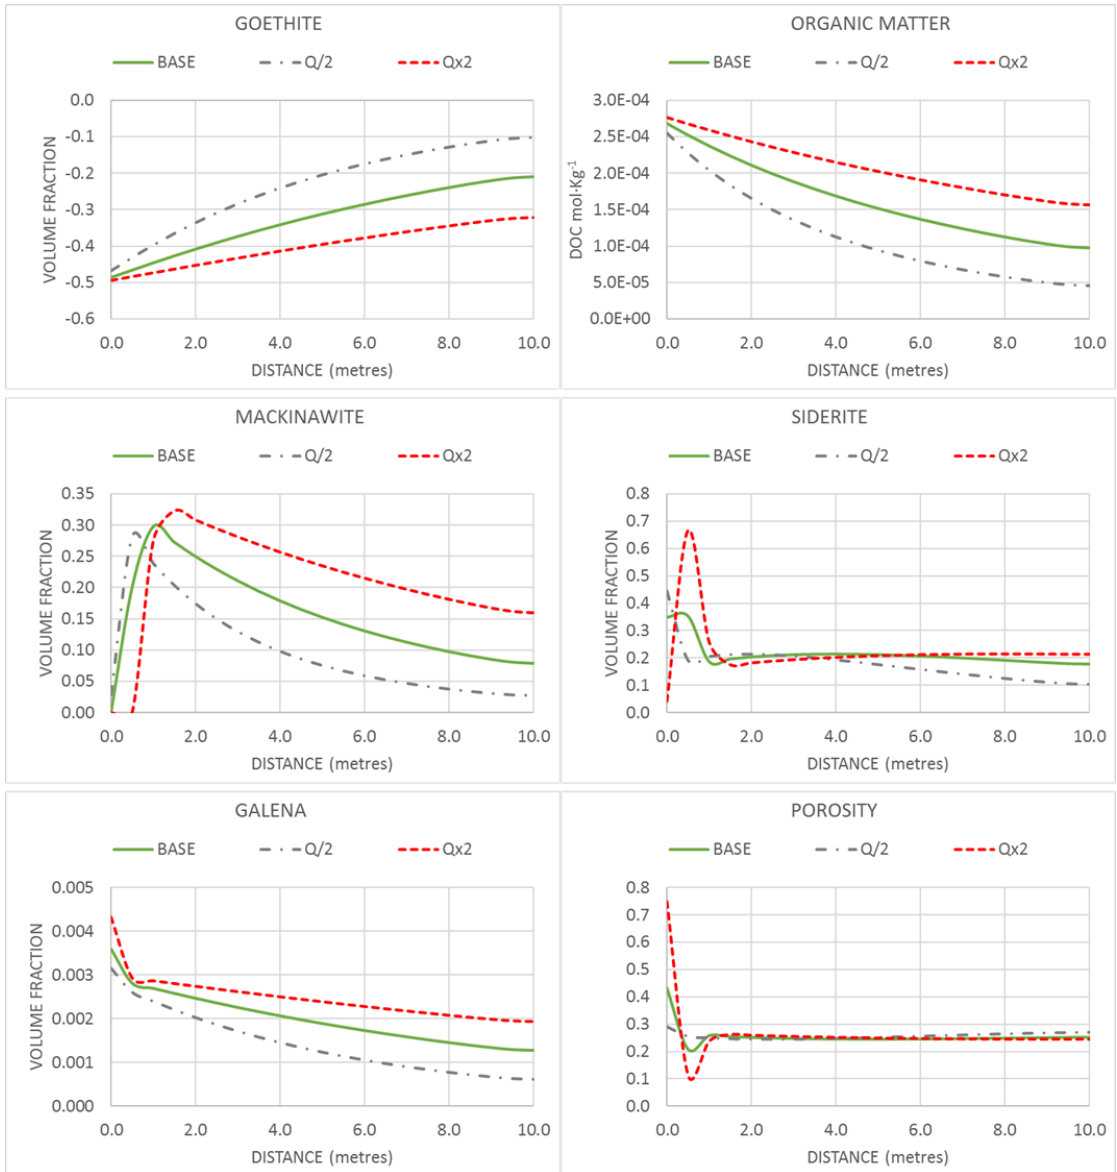 GOETHITE
BASE Q/2 Qx2
VOLUME FRACTION
0.0
-0.1
-0.2
-0.3
-0.4
-0.5
-0.6
0.0 2.0 4.0 6.0 8.0 10.0
DISTANCE (metres)
ORGANIC MATTER
BASE Q/2 Qx2
DOC mol·Kg⁻¹
3.0E-04
2.5E-04
2.0E-04
1.5E-04
1.0E-04
5.0E-05
0.0E+00
0.0 2.0 4.0 6.0 8.0 10.0
DISTANCE (metres)
MACKINAWITE
BASE Q/2 Qx2
VOLUME FRACTION
0.35
0.30
0.25
0.20
0.15
0.10
0.05
0.00
0.0 2.0 4.0 6.0 8.0 10.0
DISTANCE (metres)
SIDERITE
BASE Q/2 Qx2
VOLUME FRACTION
0.8
0.7
0.6
0.5
0.4
0.3
0.2
0.1
0.0
0.0 2.0 4.0 6.0 8.0 10.0
DISTANCE (metres)
GALENA
BASE Q/2 Qx2
VOLUME FRACTION
0.005
0.004
0.003
0.002
0.001
0.000
0.0 2.0 4.0 6.0 8.0 10.0
DISTANCE (metres)
POROSITY
BASE Q/2 Qx2
VOLUME FRACTION
0.8
0.7
0.6
0.5
0.4
0.3
0.2
0.1
0.0
0.0 2.0 4.0 6.0 8.0 10.0
DISTANCE (metres)